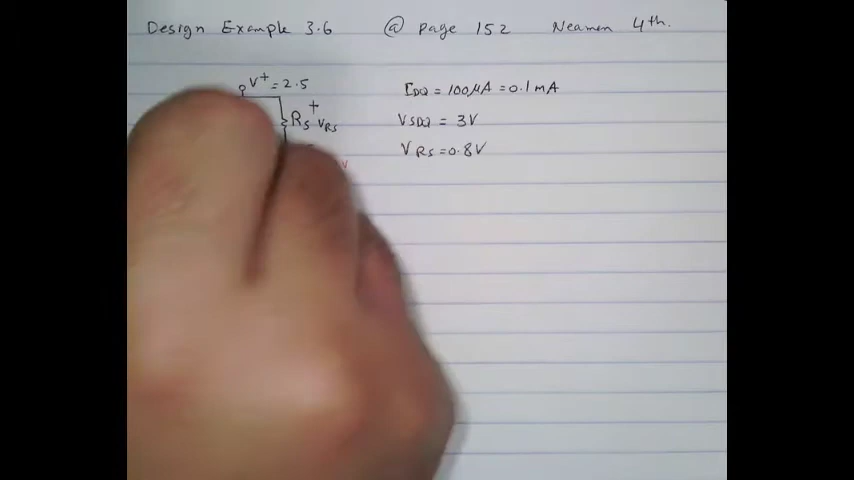 Design Example 3.6 @ page 152 Neamen 4th.
V+ = 2.5
RS + VRS
IDQ = 100μA = 0.1 mA
VSDQ = 3V
VRS = 0.8V
V